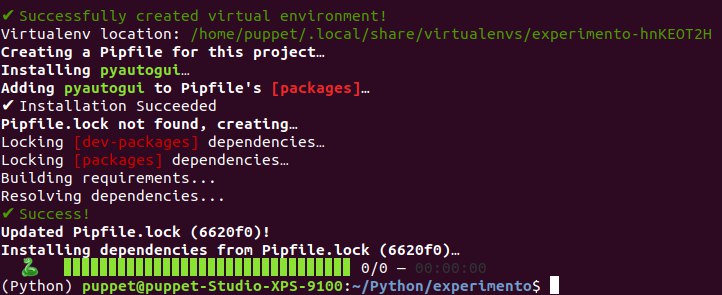 ✔ Successfully created virtual environment!
Virtualenv location: /home/puppet/.local/share/virtualenvs/experimento-hnKEOT2H
Creating a Pipfile for this project…
Installing pyautogui…
Adding pyautogui to Pipfile's [packages]…
✔ Installation Succeeded
Pipfile.lock not found, creating…
Locking [dev-packages] dependencies…
Locking [packages] dependencies…
Building requirements...
Resolving dependencies...
✔ Success!
Updated Pipfile.lock (6620f0)!
Installing dependencies from Pipfile.lock (6620f0)…
🐍 ▉▉▉▉▉▉▉▉▉▉▉▉▉▉▉▉▉▉▉▉▉▉▉▉▉▉▉▉▉▉▉▉ 0/0 — 00:00:00
(Python) puppet@puppet-Studio-XPS-9100:~/Python/experimento$